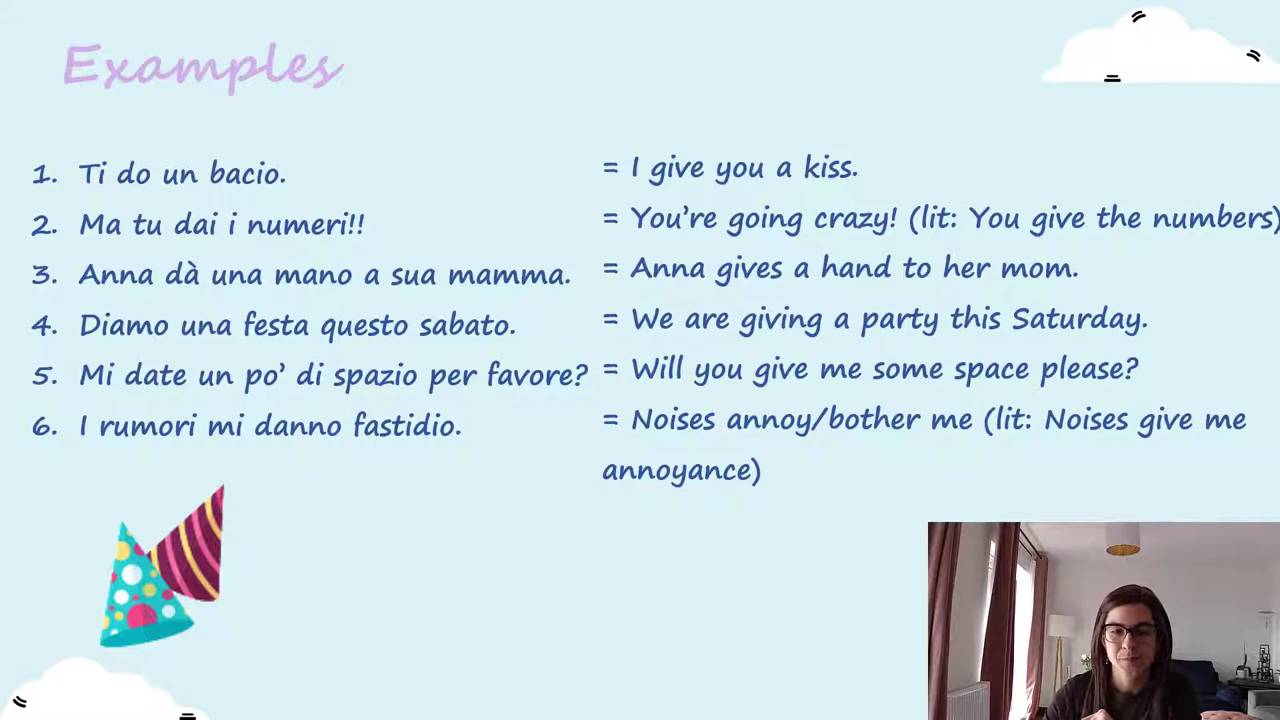 Examples
1. Ti do un bacio.
2. Ma tu dai i numeri!!
3. Anna dà una mano a sua mamma.
4. Diamo una festa questo sabato.
5. Mi date un po’ di spazio per favore?
6. I rumori mi danno fastidio.
= I give you a kiss.
= You’re going crazy! (lit: You give the numbers)
= Anna gives a hand to her mom.
= We are giving a party this Saturday.
= Will you give me some space please?
= Noises annoy/bother me (lit: Noises give me
annoyance)